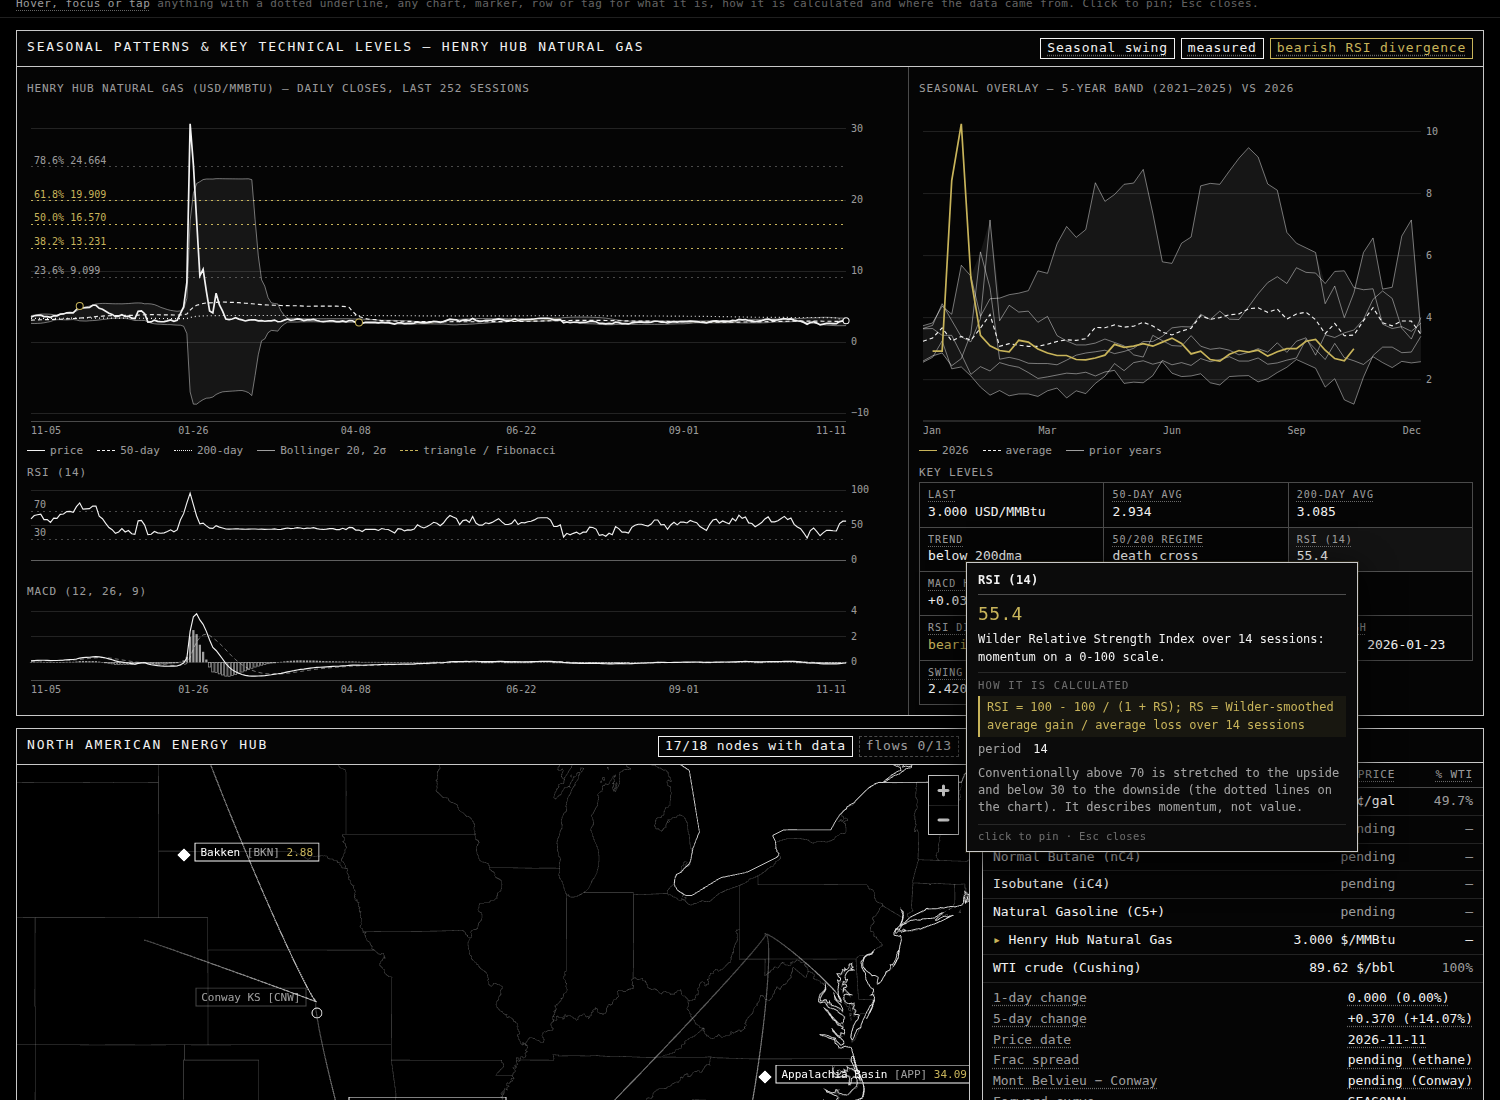 Hover, focus or tap anything with a dotted underline, any chart, marker, row or tag for what it is, how it is calculated and where the data came from. Click to pin; Esc closes.
SEASONAL PATTERNS & KEY TECHNICAL LEVELS — HENRY HUB NATURAL GAS
Seasonal swing
measured
bearish RSI divergence
HENRY HUB NATURAL GAS (USD/MMBTU) — DAILY CLOSES, LAST 252 SESSIONS
30
78.6% 24.664
61.8% 19.909
20
50.0% 16.570
38.2% 13.231
23.6% 9.099
10
0
−10
11-05
01-26
04-08
06-22
09-01
11-11
price
50-day
200-day
Bollinger 20, 2σ
triangle / Fibonacci
RSI (14)
100
70
50
30
0
MACD (12, 26, 9)
4
2
0
11-05
01-26
04-08
06-22
09-01
11-11
SEASONAL OVERLAY — 5-YEAR BAND (2021–2025) VS 2026
10
8
6
4
2
Jan
Mar
Jun
Sep
Dec
2026
average
prior years
KEY LEVELS
LAST
3.000 USD/MMBtu
50-DAY AVG
2.934
200-DAY AVG
3.085
TREND
below 200dma
50/200 REGIME
death cross
RSI (14)
55.4
MACD
+0.03
RSI
2026-01-23
SWING
2.420
RSI (14)
55.4
Wilder Relative Strength Index over 14 sessions:
momentum on a 0-100 scale.
HOW IT IS CALCULATED
RSI = 100 - 100 / (1 + RS); RS = Wilder-smoothed
average gain / average loss over 14 sessions
period 14
Conventionally above 70 is stretched to the upside
and below 30 to the downside (the dotted lines on
the chart). It describes momentum, not value.
click to pin · Esc closes
NORTH AMERICAN ENERGY HUB
17/18 nodes with data
flows 0/13
+
−
Bakken [BKN] 2.88
Conway KS [CNW]
Appalachia Basin [APP] 34.09
PRICE
% WTI
¢/gal
49.7%
—
Normal Butane (nC4)
pending
—
Isobutane (iC4)
pending
—
Natural Gasoline (C5+)
pending
—
▸ Henry Hub Natural Gas
3.000 $/MMBtu
—
WTI crude (Cushing)
89.62 $/bbl
100%
1-day change
0.000 (0.00%)
5-day change
+0.370 (+14.07%)
Price date
2026-11-11
Frac spread
pending (ethane)
Mont Belvieu − Conway
pending (Conway)